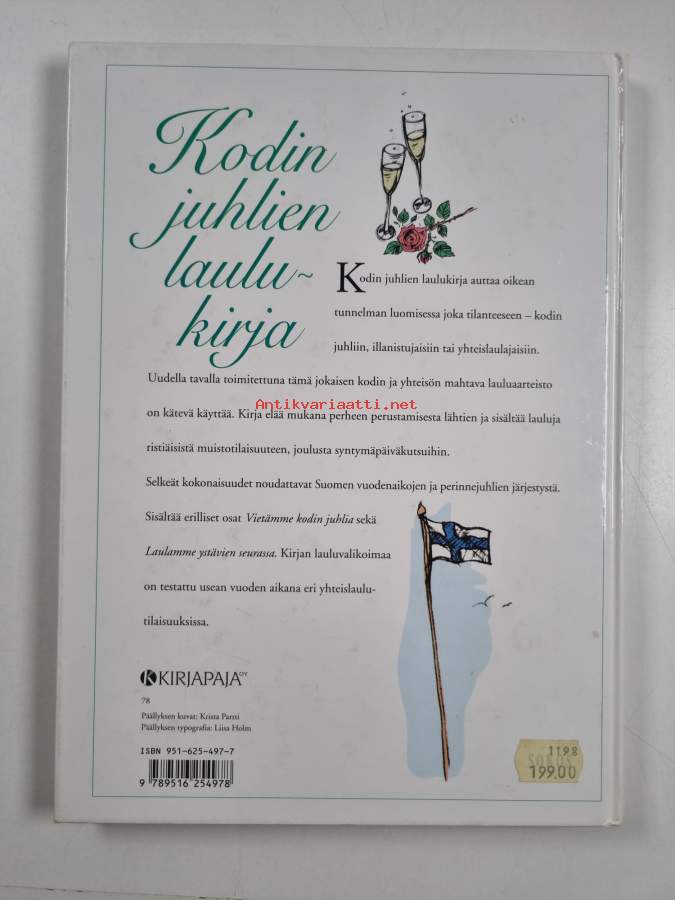 Kodin
juhlien
laulu~
kirja
Kodin juhlien laulukirja auttaa oikean
tunnelman luomisessa joka tilanteeseen – kodin
juhliin, illanistujaisiin tai yhteislaulajaisiin.
Uudella tavalla toimitettuna tämä jokaisen kodin ja yhteisön mahtava lauluaarteisto
Antikvariaatti.net
on kätevä käyttää. Kirja elää mukana perheen perustamisesta lähtien ja sisältää lauluja
ristiäisistä muistotilaisuuteen, joulusta syntymäpäiväkutsuihin.
Selkeät kokonaisuudet noudattavat Suomen vuodenaikojen ja perinnejuhlien järjestystä.
Sisältää erilliset osat Vietämme kodin juhlia sekä
Laulamme ystävien seurassa. Kirjan lauluvalikoimaa
on testattu usean vuoden aikana eri yhteislaulu-
tilaisuuksissa.
KIRJAPAJA OY
78
Päällyksen kuvat: Krista Partti
Päällyksen typografia: Liisa Holm
ISBN 951-625-497-7
9 789516 254978
1198
SOKOS
199.00